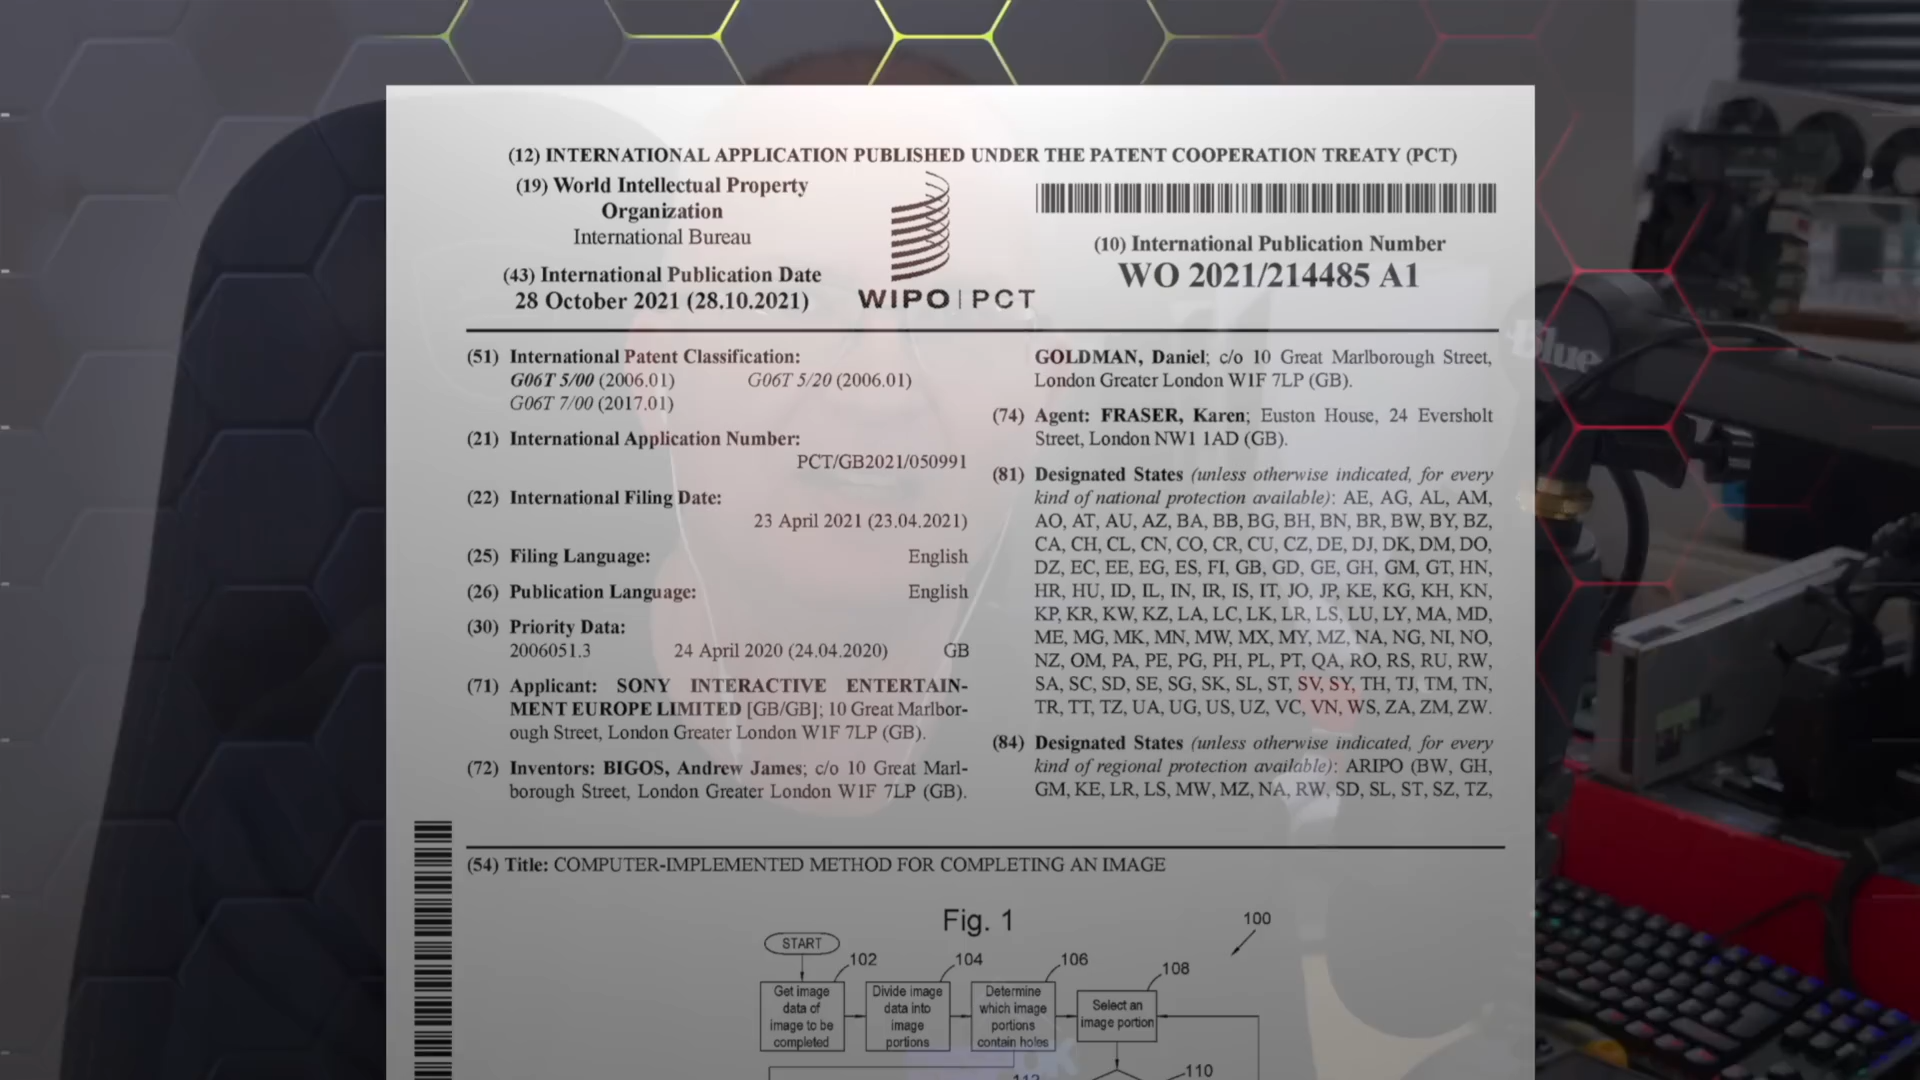 (12) INTERNATIONAL APPLICATION PUBLISHED UNDER THE PATENT COOPERATION TREATY (PCT)
(19) World Intellectual Property
Organization
International Bureau
(43) International Publication Date
28 October 2021 (28.10.2021)
WIPO | PCT
(10) International Publication Number
WO 2021/214485 A1
(51) International Patent Classification:
G06T 5/00 (2006.01) G06T 5/20 (2006.01)
G06T 7/00 (2017.01)
(21) International Application Number:
PCT/GB2021/050991
(22) International Filing Date:
23 April 2021 (23.04.2021)
(25) Filing Language: English
(26) Publication Language: English
(30) Priority Data:
2006051.3 24 April 2020 (24.04.2020) GB
(71) Applicant: SONY INTERACTIVE ENTERTAIN-
MENT EUROPE LIMITED [GB/GB]; 10 Great Marlbor-
ough Street, London Greater London W1F 7LP (GB).
(72) Inventors: BIGOS, Andrew James; c/o 10 Great Marl-
borough Street, London Greater London W1F 7LP (GB).
GOLDMAN, Daniel; c/o 10 Great Marlborough Street,
London Greater London W1F 7LP (GB).
(74) Agent: FRASER, Karen; Euston House, 24 Eversholt
Street, London NW1 1AD (GB).
(81) Designated States (unless otherwise indicated, for every
kind of national protection available): AE, AG, AL, AM,
AO, AT, AU, AZ, BA, BB, BG, BH, BN, BR, BW, BY, BZ,
CA, CH, CL, CN, CO, CR, CU, CZ, DE, DJ, DK, DM, DO,
DZ, EC, EE, EG, ES, FI, GB, GD, GE, GH, GM, GT, HN,
HR, HU, ID, IL, IN, IR, IS, IT, JO, JP, KE, KG, KH, KN,
KP, KR, KW, KZ, LA, LC, LK, LR, LS, LU, LY, MA, MD,
ME, MG, MK, MN, MW, MX, MY, MZ, NA, NG, NI, NO,
NZ, OM, PA, PE, PG, PH, PL, PT, QA, RO, RS, RU, RW,
SA, SC, SD, SE, SG, SK, SL, ST, SV, SY, TH, TJ, TM, TN,
TR, TT, TZ, UA, UG, US, UZ, VC, VN, WS, ZA, ZM, ZW.
(84) Designated States (unless otherwise indicated, for every
kind of regional protection available): ARIPO (BW, GH,
GM, KE, LR, LS, MW, MZ, NA, RW, SD, SL, ST, SZ, TZ,
Blue
(54) Title: COMPUTER-IMPLEMENTED METHOD FOR COMPLETING AN IMAGE
Fig. 1
100
START
102
104
106
108
Get image
data of
image to be
completed
Divide image
data into
image
portions
Determine
which image
portions
contain holes
Select an
image portion
110